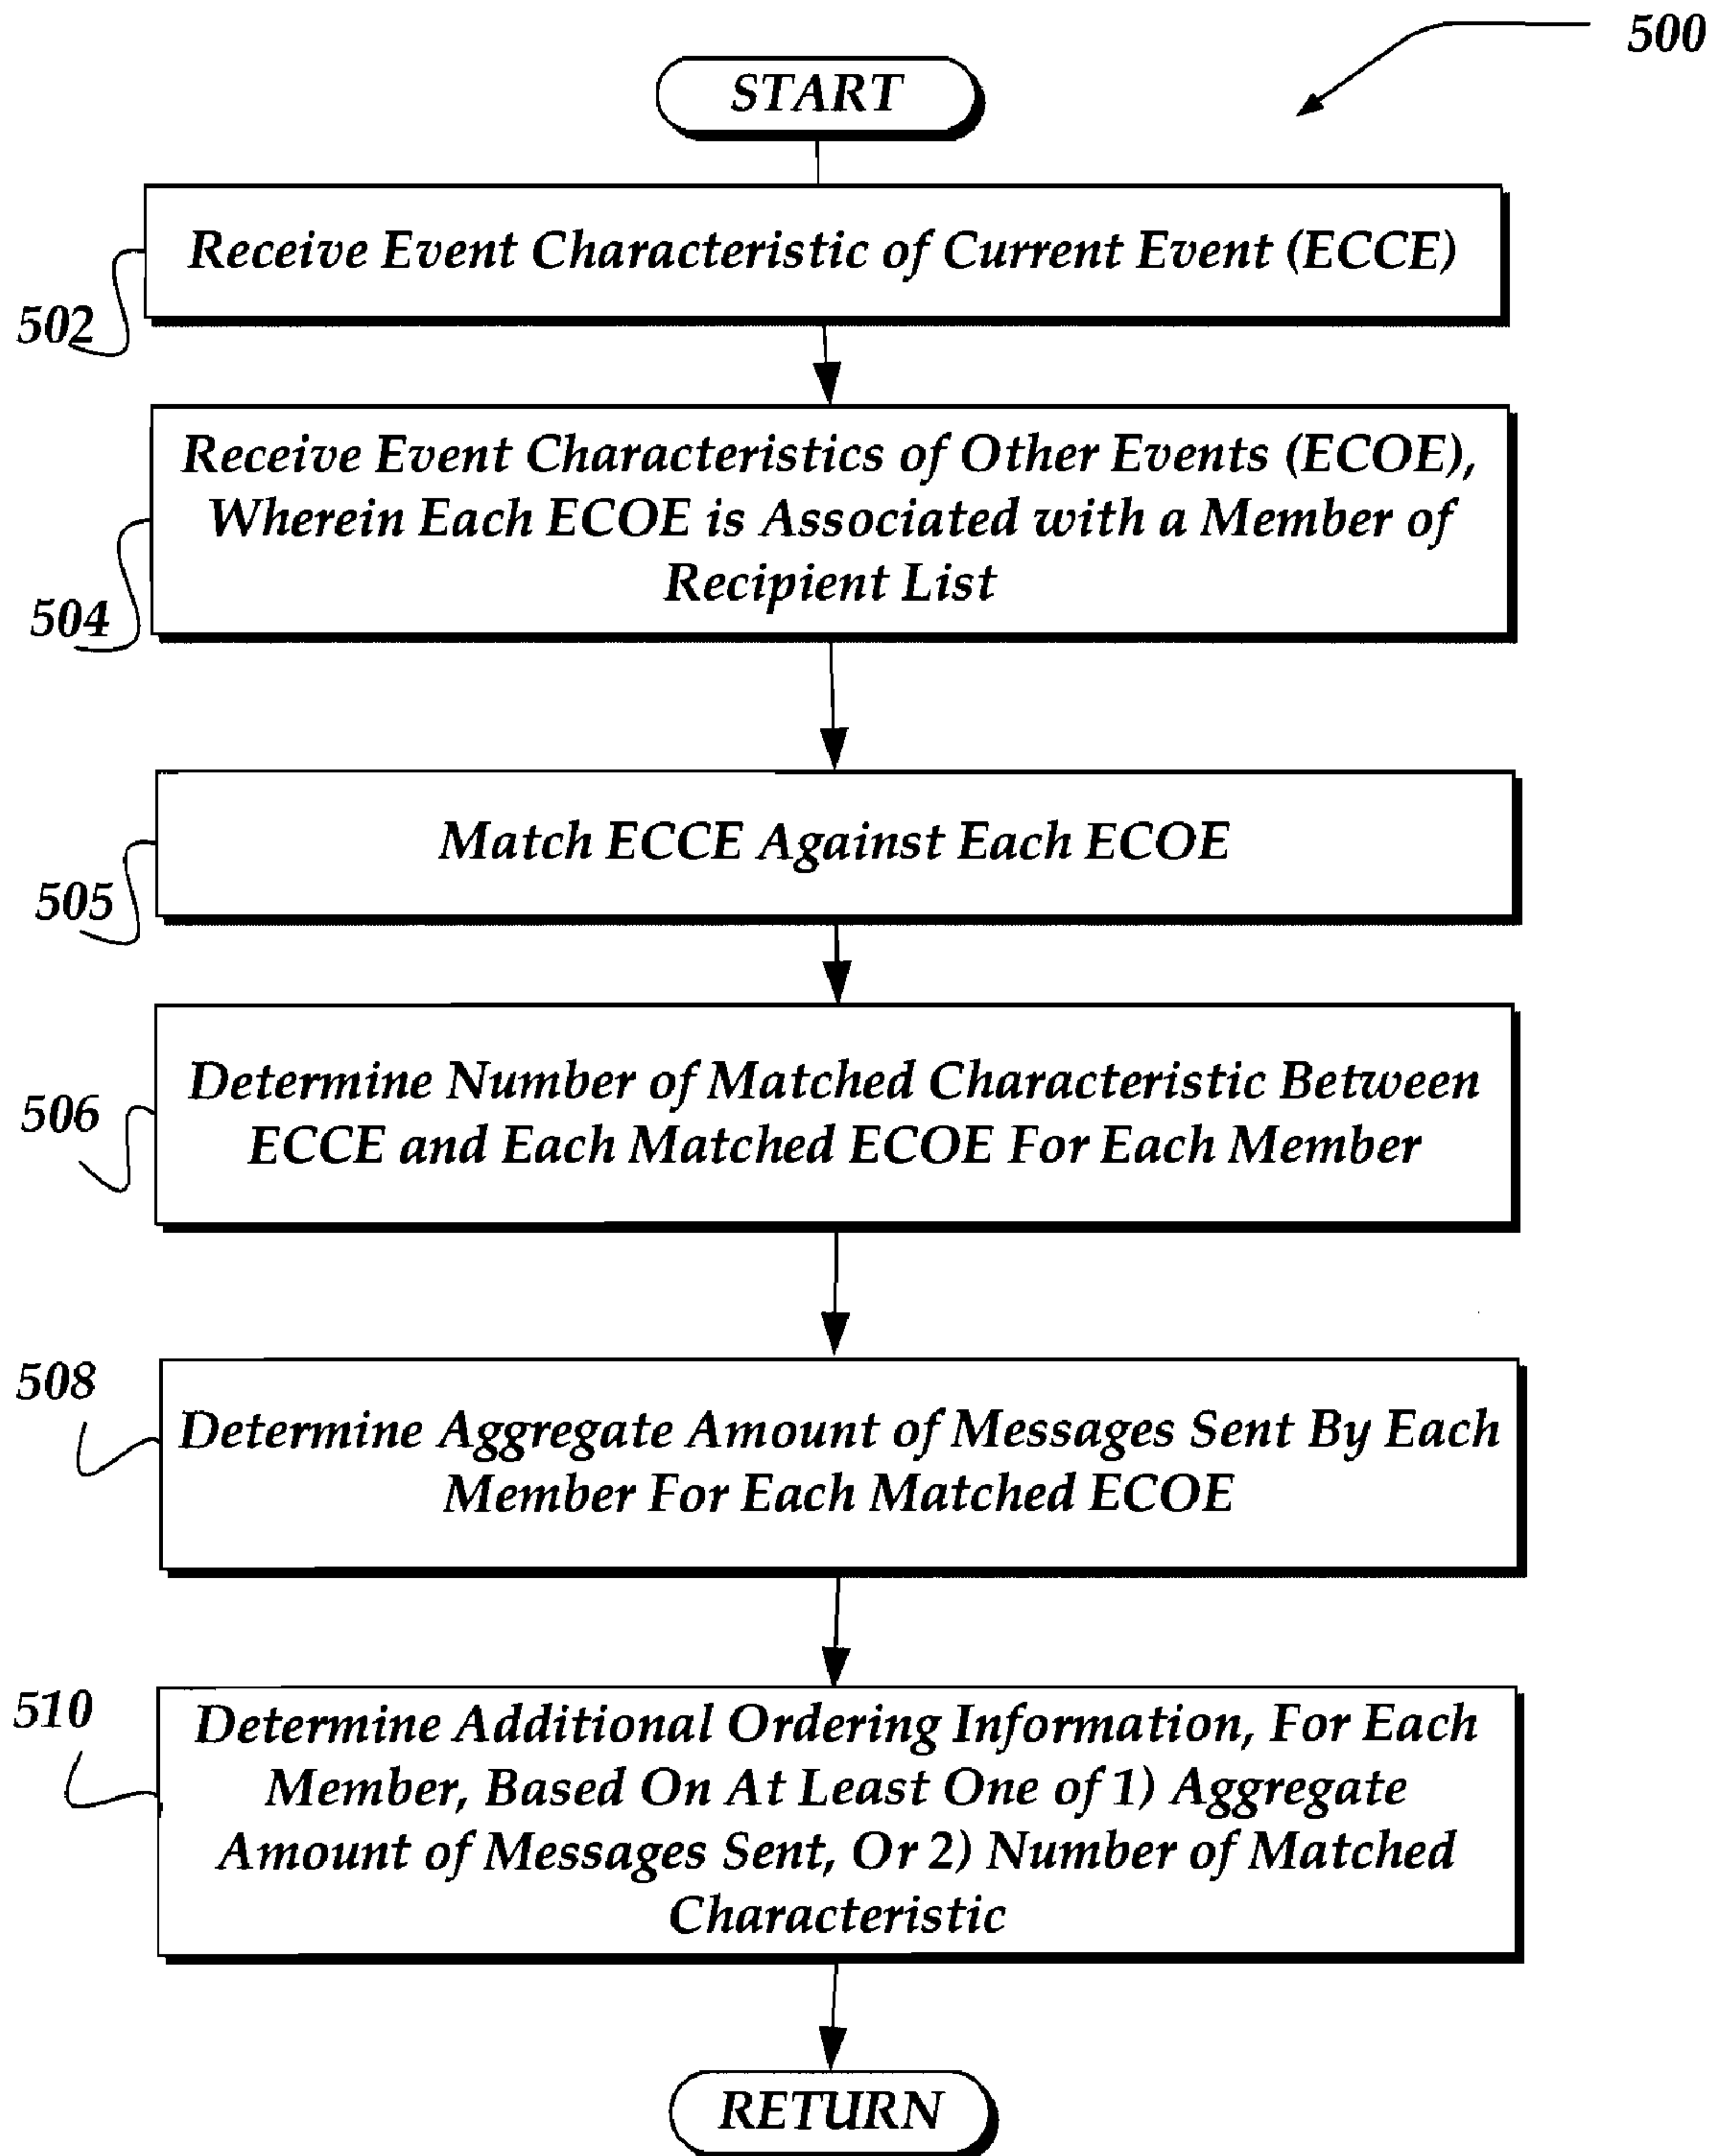 500
START
Receive Event Characteristic of Current Event (ECCE)
502
Receive Event Characteristics of Other Events (ECOE),
Wherein Each ECOE is Associated with a Member of
Recipient List
504
Match ECCE Against Each ECOE
505
Determine Number of Matched Characteristic Between
ECCE and Each Matched ECOE For Each Member
506
508
Determine Aggregate Amount of Messages Sent By Each
Member For Each Matched ECOE
510
Determine Additional Ordering Information, For Each
Member, Based On At Least One of 1) Aggregate
Amount of Messages Sent, Or 2) Number of Matched
Characteristic
RETURN